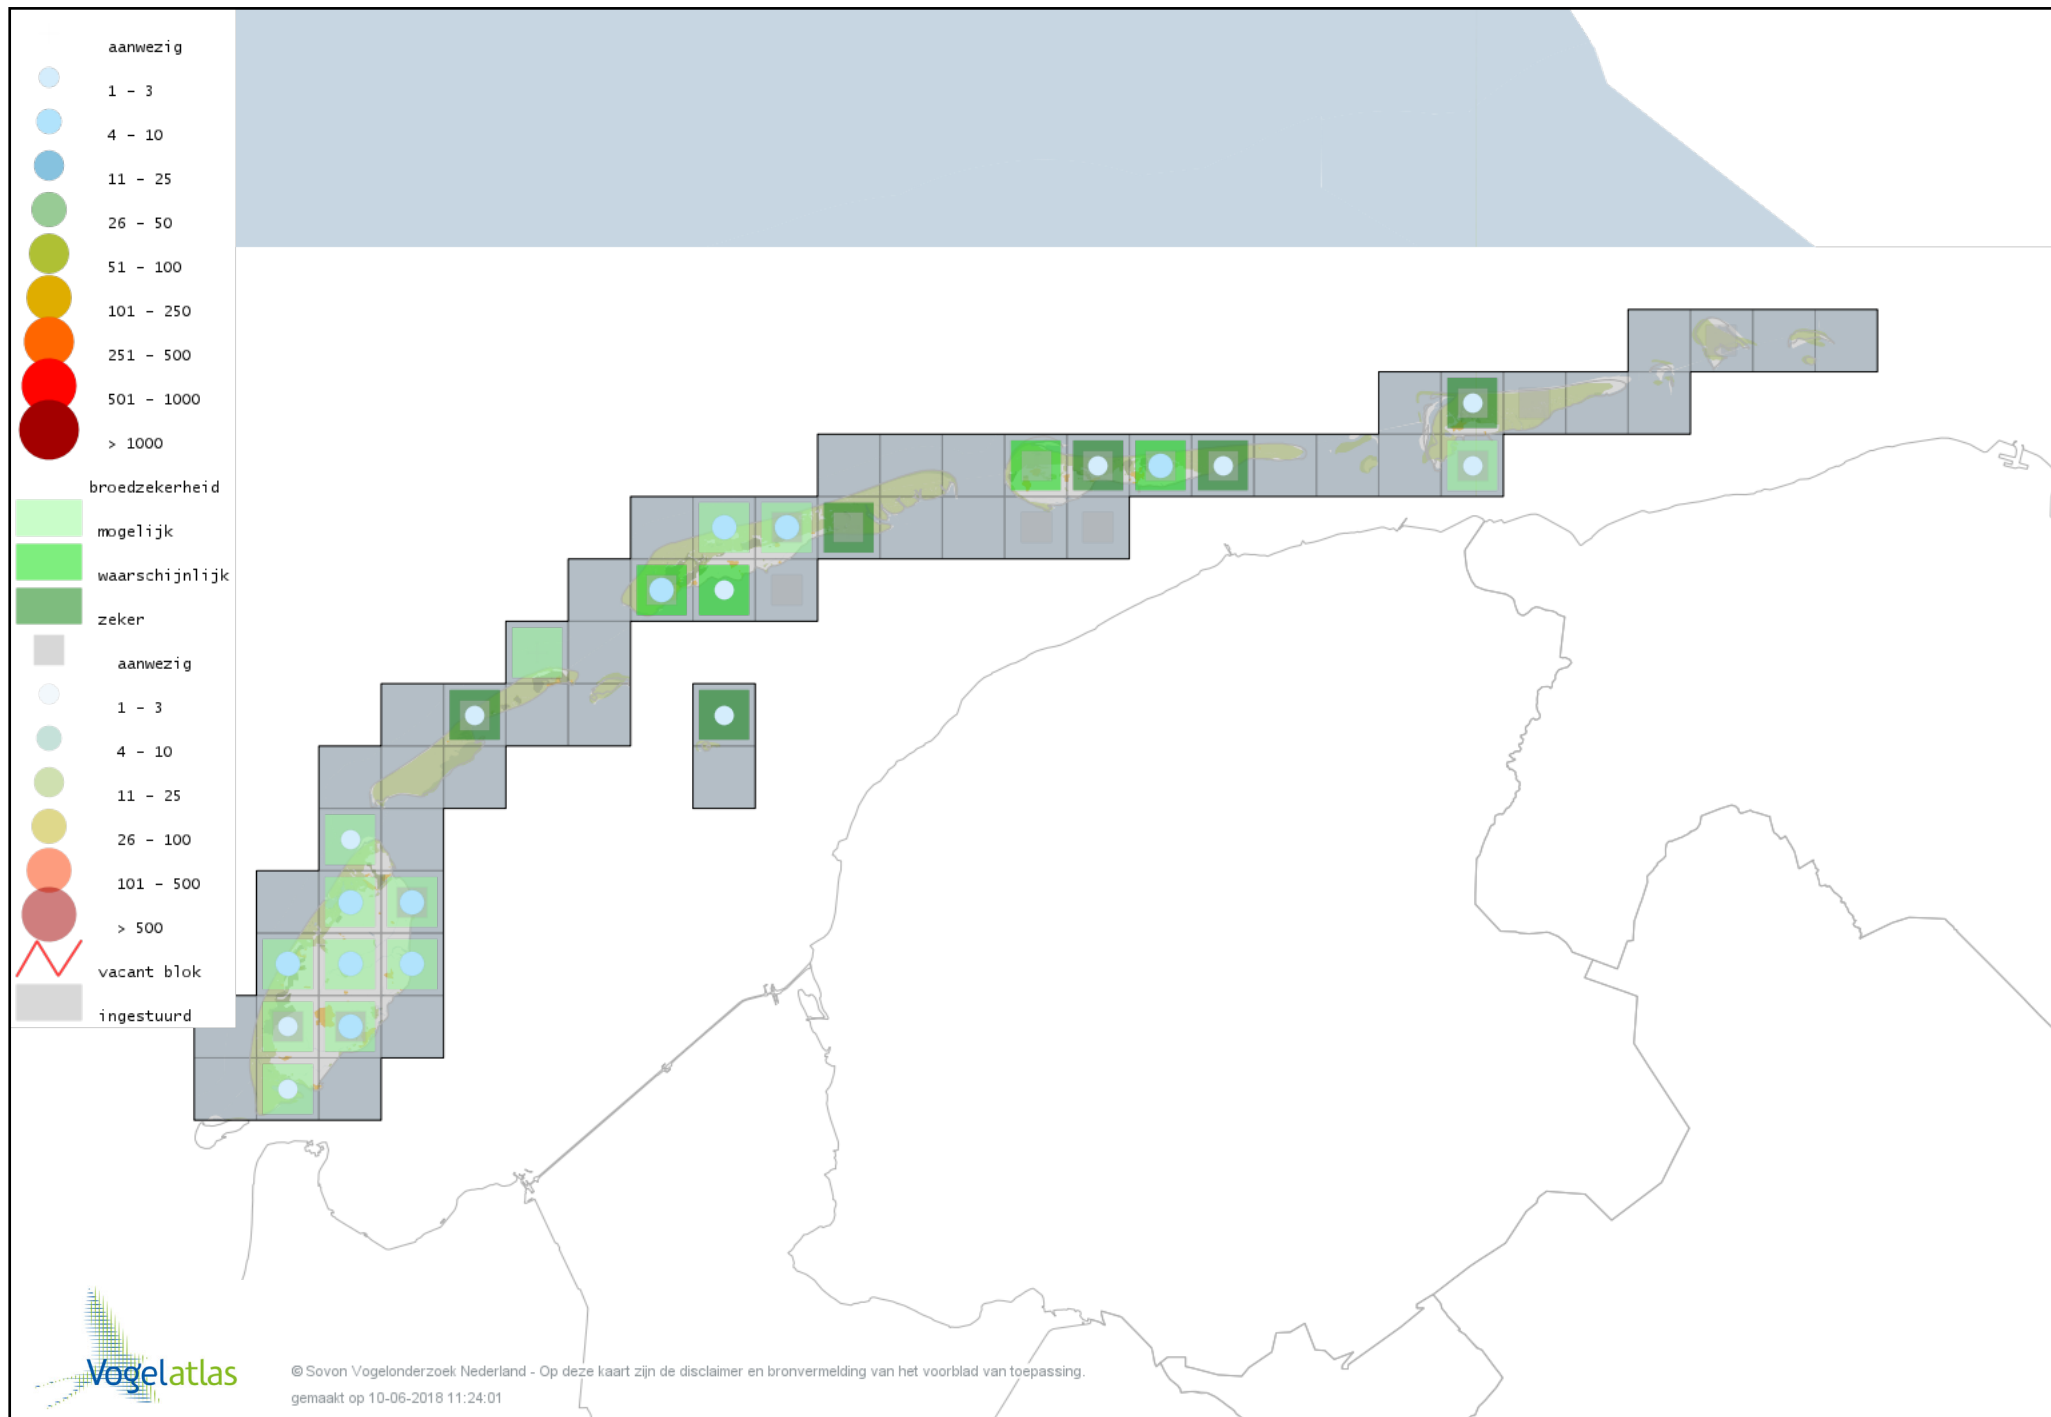 aanwezig
1 - 3
4 - 10
11 - 25
26 - 50
51 - 100
101 - 250
251 - 500
501 - 1000
> 1000
broedzekerheid
mogelijk
waarschijnlijk
zeker
aanwezig
1 - 3
4 - 10
11 - 25
26 - 100
101 - 500
> 500
vacant blok
ingestuurd
Vogelatlas
© Sovon Vogelonderzoek Nederland - Op deze kaart zijn de disclaimer en bronvermelding van het voorblad van toepassing.
gemaakt op 10-06-2018 11:24:01